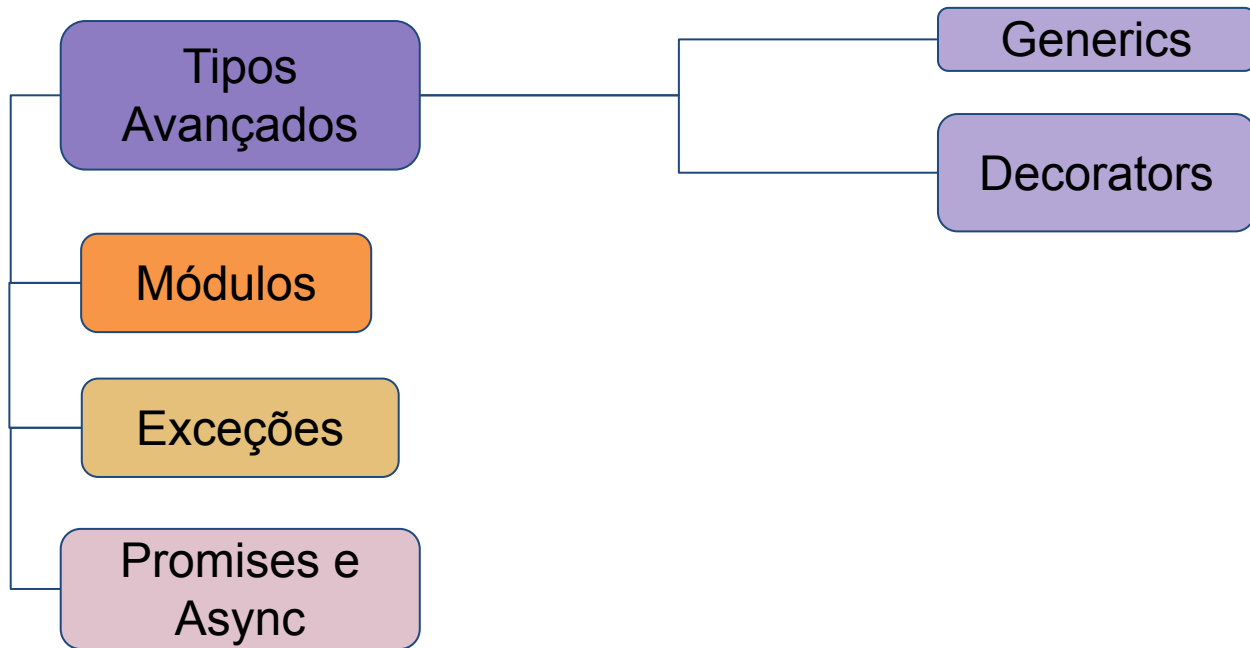 Tipos
Avançados
Generics
Decorators
Módulos
Exceções
Promises e
Async